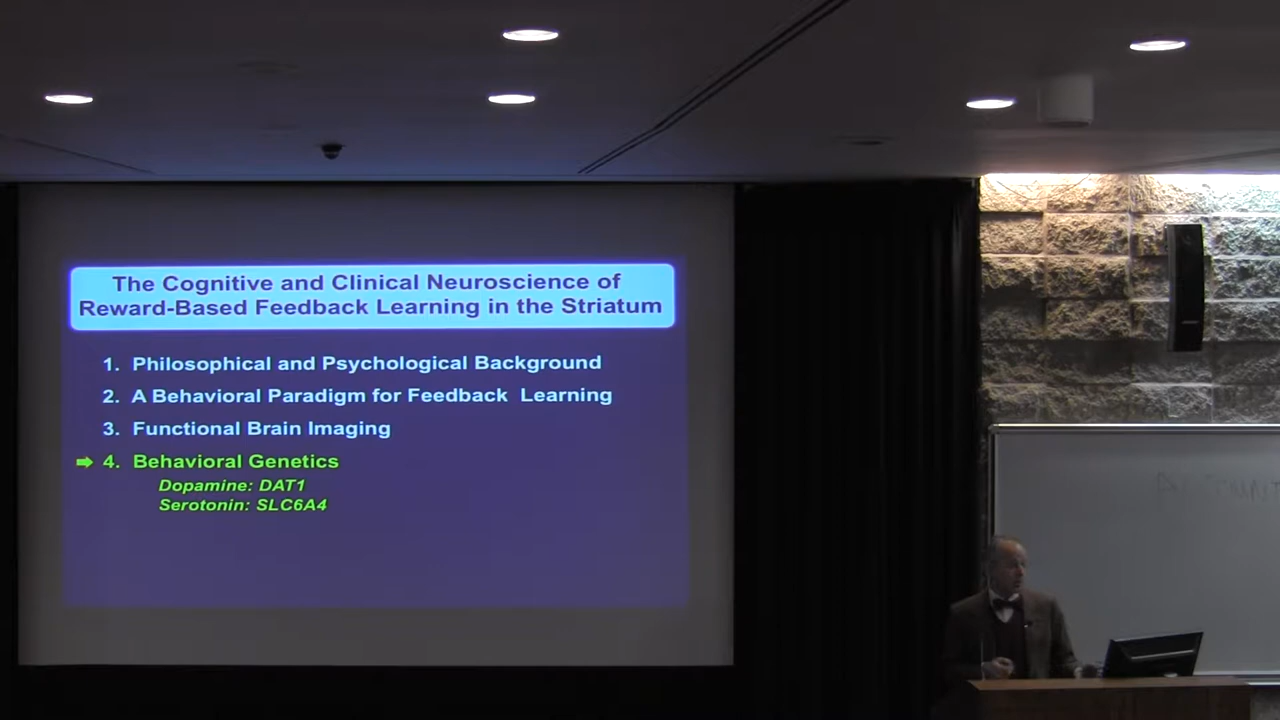 The Cognitive and Clinical Neuroscience of
Reward-Based Feedback Learning in the Striatum
1. Philosophical and Psychological Background
2. A Behavioral Paradigm for Feedback Learning
3. Functional Brain Imaging
4. Behavioral Genetics
Dopamine: DAT1
Serotonin: SLC6A4